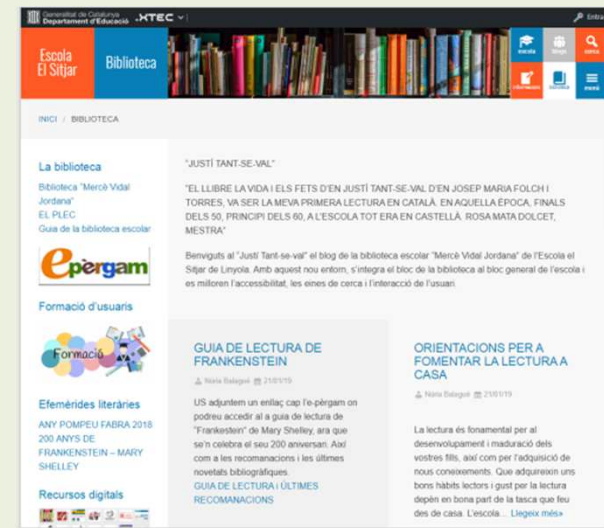 Generalitat de Catalunya
Departament d'Educació
XTEC
Entra
Escola
El Sitjar
Biblioteca
escola
blogs
cerca
menú
INICI / BIBLIOTECA
La biblioteca
Biblioteca "Mercè Vidal
Jordana"
EL PLEC
Guia de la biblioteca escolar
epèrgam
Formació d'usuaris
Formació
Efemèrides literàries
ANY POMPEU FABRA 2018
200 ANYS DE
FRANKENSTEIN – MARY
SHELLEY
Recursos digitals
"JUSTÍ TANT-SE-VAL"
"EL LLIBRE LA VIDA I ELS FETS D'EN JUSTÍ TANT-SE-VAL D'EN JOSEP MARIA FOLCH I
TORRES, VA SER LA MEVA PRIMERA LECTURA EN CATALÀ. EN AQUELLA ÈPOCA, FINALS
DELS 50, PRINCIPI DELS 60, A L'ESCOLA TOT ERA EN CASTELLÀ. ROSA MATA DOLCET,
MESTRA"
Benviguts al "Justí Tant-se-val" el blog de la biblioteca escolar "Mercè Vidal Jordana" de l'Escola el
Sitjar de Linyola. Amb aquest nou entorn, s'integra el bloc de la biblioteca al bloc general de l'escola i
es milloren l'accessibilitat, les eines de cerca i l'interacció de l'usuari.
GUIA DE LECTURA DE
FRANKENSTEIN
Núria Balagué 21/01/19
US adjuntem un enllaç cap l'e-pèrgam on
podreu accedir al a guia de lectura de
"Frankestein" de Mary Shelley, ara que
se'n celebra el seu 200 aniversari. Així
com a les recomanacions i les últimes
novetats bibliogràfiques.
GUIA DE LECTURA i ÚLTIMES
RECOMANACIONS
ORIENTACIONS PER A
FOMENTAR LA LECTURA A
CASA
Núria Balagué 21/01/19
La lectura és fonamental per al
desenvolupament i maduració dels
vostres fills, així com per l'adquisició de
nous coneixements. Que adquireixin uns
bons hàbits lectors i gust per la lectura
depèn en bona part de la tasca que feu
des de casa. L'escola... Llegeix més»